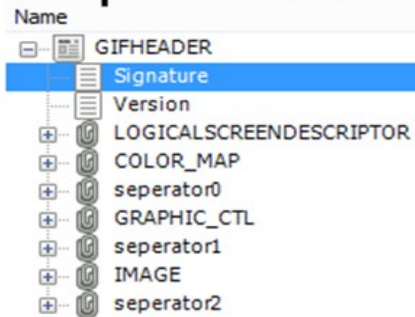 Name
GIFHEADER
Signature
Version
LOGICALSCREENDESCRIPTOR
COLOR_MAP
seperator0
GRAPHIC_CTL
seperator1
IMAGE
seperator2